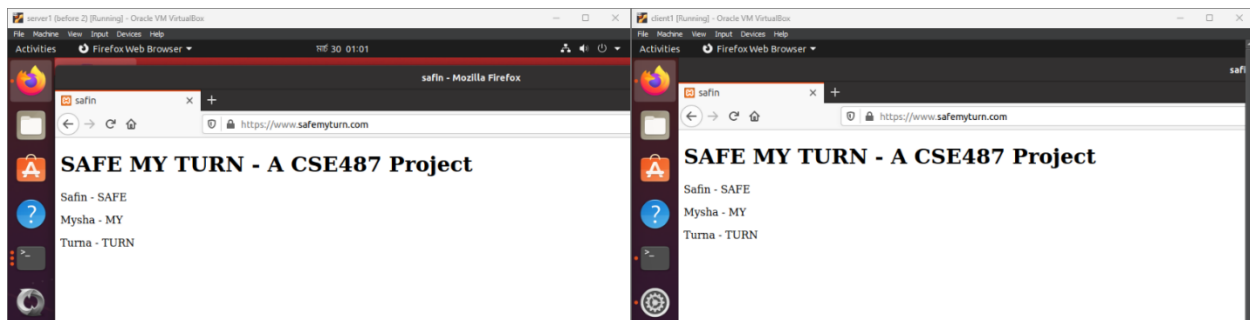 server1 (before 2) [Running] - Oracle VM VirtualBox
File Machine View Input Devices Help
Activities Firefox Web Browser
মার্চ 30 01:01
safin - Mozilla Firefox
safin
https://www.safemyturn.com
SAFE MY TURN - A CSE487 Project
Safin - SAFE
Mysha - MY
Turna - TURN
client1 [Running] - Oracle VM VirtualBox
File Machine View Input Devices Help
Activities Firefox Web Browser
safi
safin
https://www.safemyturn.com
SAFE MY TURN - A CSE487 Project
Safin - SAFE
Mysha - MY
Turna - TURN